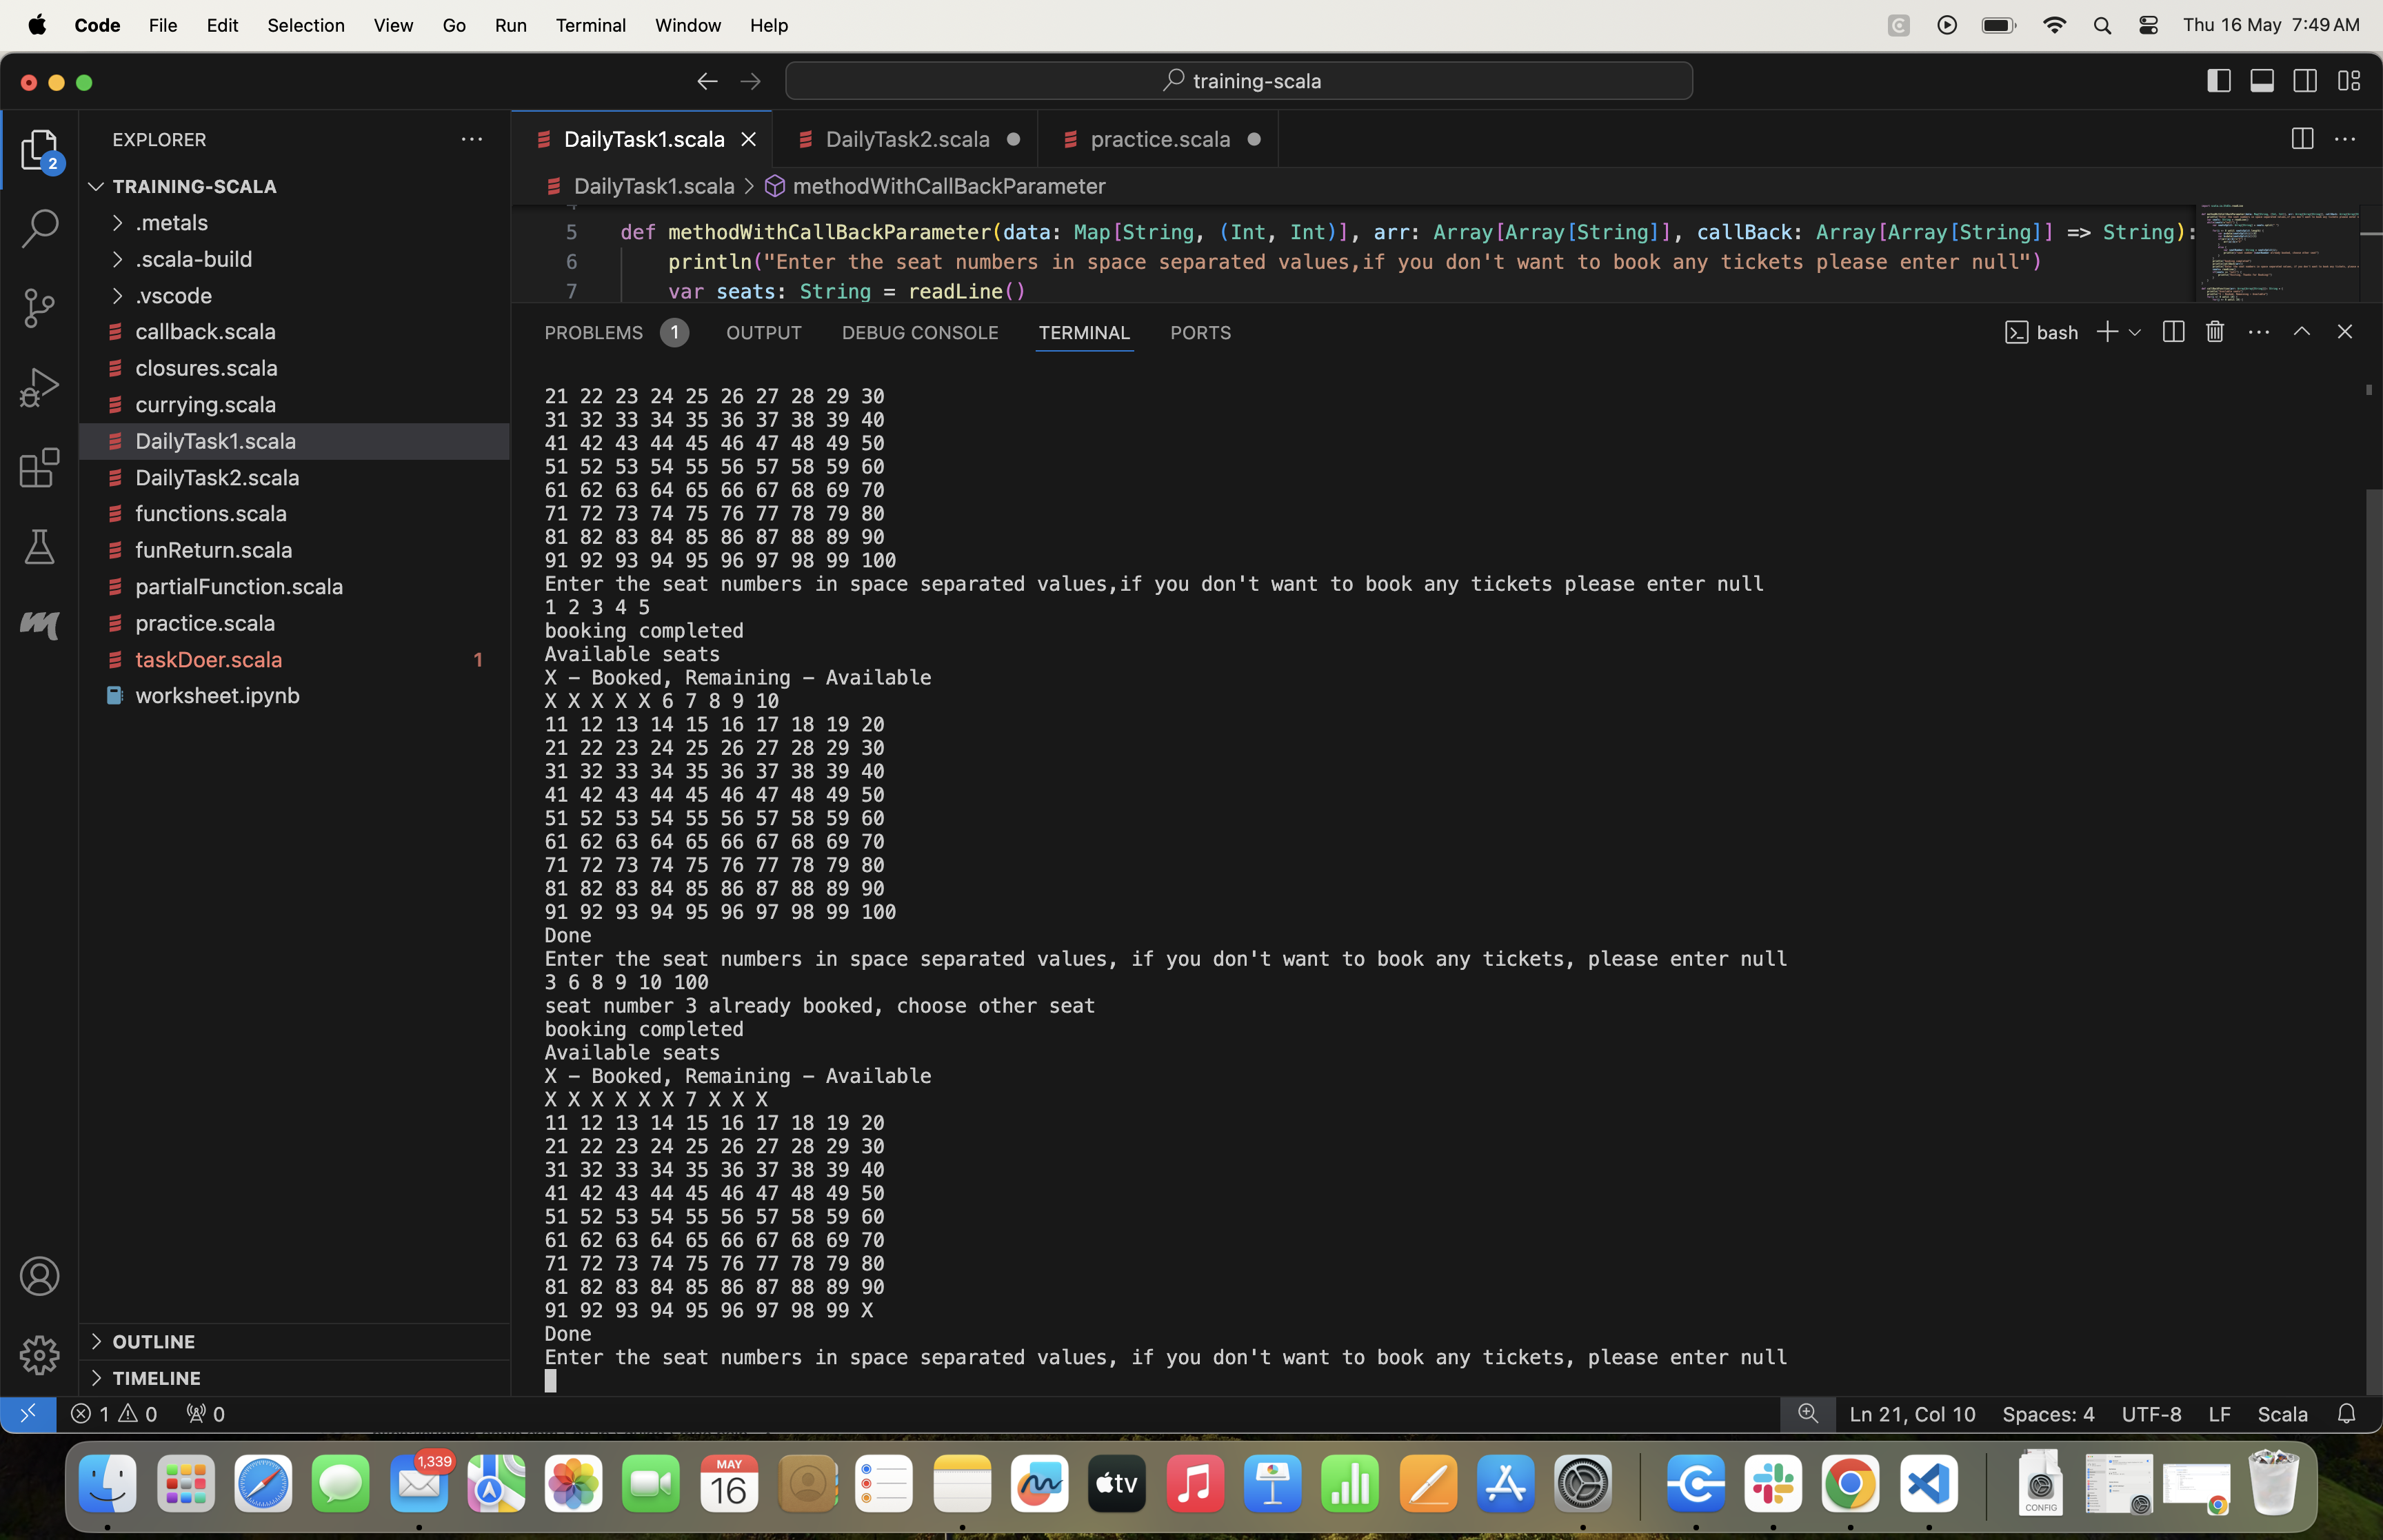 Code File Edit Selection View Go Run Terminal Window Help Thu 16 May 7:49 AM
training-scala
EXPLORER
DailyTask1.scala DailyTask2.scala practice.scala
TRAINING-SCALA
DailyTask1.scala > methodWithCallBackParameter
.metals
.scala-build
.vscode
callback.scala
closures.scala
currying.scala
DailyTask1.scala
DailyTask2.scala
functions.scala
funReturn.scala
partialFunction.scala
practice.scala
taskDoer.scala 1
worksheet.ipynb
OUTLINE
TIMELINE
2
5 def methodWithCallBackParameter(data: Map[String, (Int, Int)], arr: Array[Array[String]], callBack: Array[Array[String]] => String):
6 println("Enter the seat numbers in space separated values,if you don't want to book any tickets please enter null")
7 var seats: String = readLine()
PROBLEMS 1 OUTPUT DEBUG CONSOLE TERMINAL PORTS bash
21 22 23 24 25 26 27 28 29 30
31 32 33 34 35 36 37 38 39 40
41 42 43 44 45 46 47 48 49 50
51 52 53 54 55 56 57 58 59 60
61 62 63 64 65 66 67 68 69 70
71 72 73 74 75 76 77 78 79 80
81 82 83 84 85 86 87 88 89 90
91 92 93 94 95 96 97 98 99 100
Enter the seat numbers in space separated values,if you don't want to book any tickets please enter null
1 2 3 4 5
booking completed
Available seats
X – Booked, Remaining – Available
X X X X X 6 7 8 9 10
11 12 13 14 15 16 17 18 19 20
21 22 23 24 25 26 27 28 29 30
31 32 33 34 35 36 37 38 39 40
41 42 43 44 45 46 47 48 49 50
51 52 53 54 55 56 57 58 59 60
61 62 63 64 65 66 67 68 69 70
71 72 73 74 75 76 77 78 79 80
81 82 83 84 85 86 87 88 89 90
91 92 93 94 95 96 97 98 99 100
Done
Enter the seat numbers in space separated values, if you don't want to book any tickets, please enter null
3 6 8 9 10 100
seat number 3 already booked, choose other seat
booking completed
Available seats
X – Booked, Remaining – Available
X X X X X X 7 X X X
11 12 13 14 15 16 17 18 19 20
21 22 23 24 25 26 27 28 29 30
31 32 33 34 35 36 37 38 39 40
41 42 43 44 45 46 47 48 49 50
51 52 53 54 55 56 57 58 59 60
61 62 63 64 65 66 67 68 69 70
71 72 73 74 75 76 77 78 79 80
81 82 83 84 85 86 87 88 89 90
91 92 93 94 95 96 97 98 99 X
Done
Enter the seat numbers in space separated values, if you don't want to book any tickets, please enter null
1 0 0 Ln 21, Col 10 Spaces: 4 UTF-8 LF Scala
1,339
MAY
16
tv
CONFIG